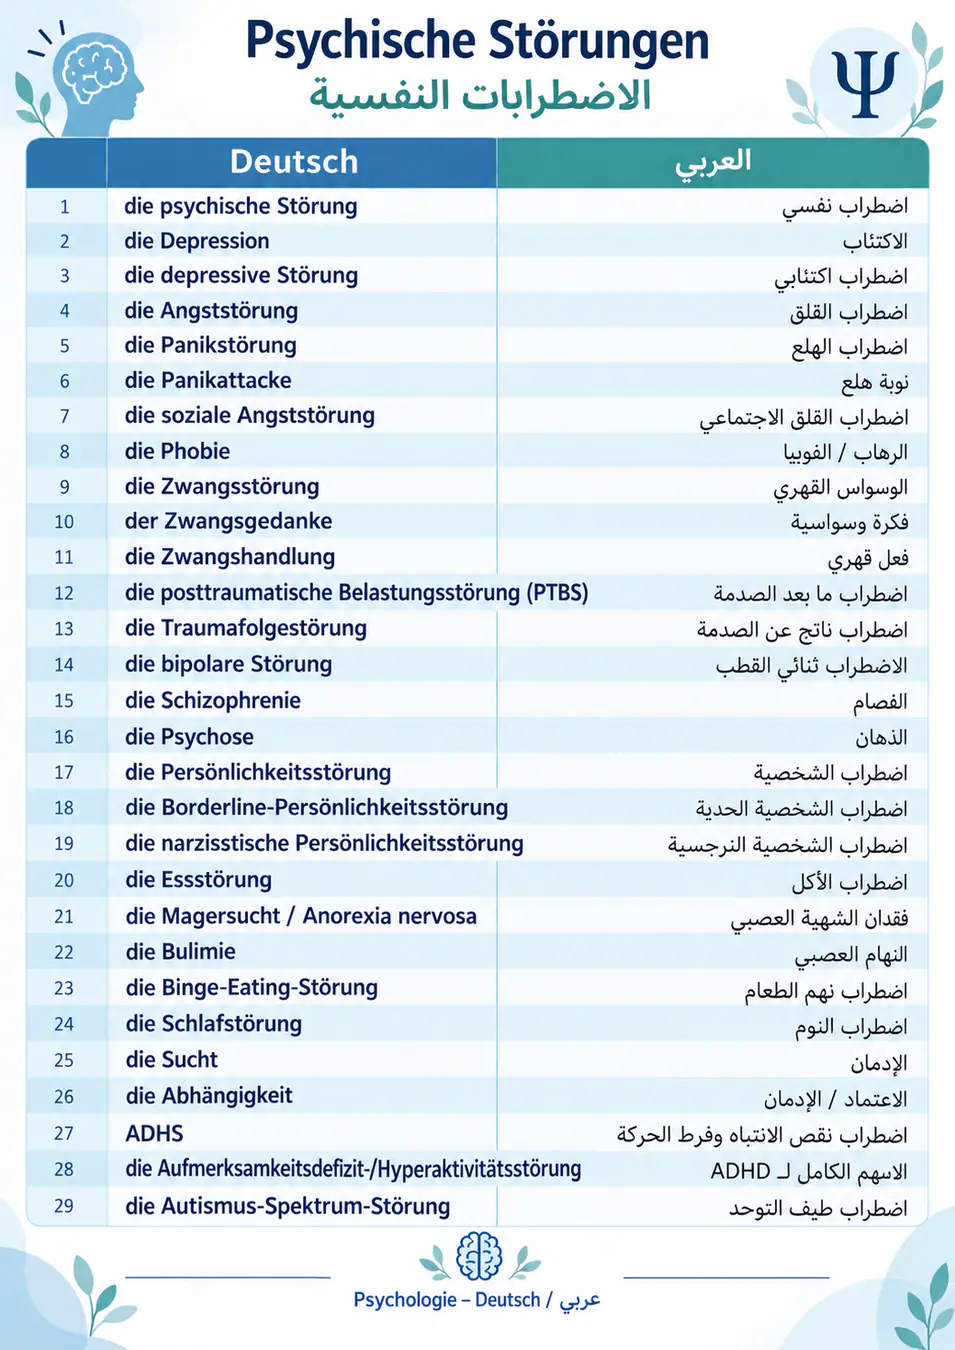 Psychische Störungen
الاضطرابات النفسية
Ψ
Deutsch العربي
1 die psychische Störung اضطراب نفسي
2 die Depression الاكتئاب
3 die depressive Störung اضطراب اكتئابي
4 die Angststörung اضطراب القلق
5 die Panikstörung اضطراب الهلع
6 die Panikattacke نوبة هلع
7 die soziale Angststörung اضطراب القلق الاجتماعي
8 die Phobie الرهاب / الفوبيا
9 die Zwangsstörung الوسواس القهري
10 der Zwangsgedanke فكرة وسواسية
11 die Zwangshandlung فعل قهري
12 die posttraumatische Belastungsstörung (PTBS) اضطراب ما بعد الصدمة
13 die Traumafolgestörung اضطراب ناتج عن الصدمة
14 die bipolare Störung الاضطراب ثنائي القطب
15 die Schizophrenie الفصام
16 die Psychose الذهان
17 die Persönlichkeitsstörung اضطراب الشخصية
18 die Borderline-Persönlichkeitsstörung اضطراب الشخصية الحدية
19 die narzisstische Persönlichkeitsstörung اضطراب الشخصية النرجسية
20 die Essstörung اضطراب الأكل
21 die Magersucht / Anorexia nervosa فقدان الشهية العصبي
22 die Bulimie النهام العصبي
23 die Binge-Eating-Störung اضطراب نهم الطعام
24 die Schlafstörung اضطراب النوم
25 die Sucht الإدمان
26 die Abhängigkeit الاعتماد / الإدمان
27 ADHS اضطراب نقص الانتباه وفرط الحركة
28 die Aufmerksamkeitsdefizit-/Hyperaktivitätsstörung الاسهم الكامل لـ ADHD
29 die Autismus-Spektrum-Störung اضطراب طيف التوحد
Psychologie – Deutsch / عربي